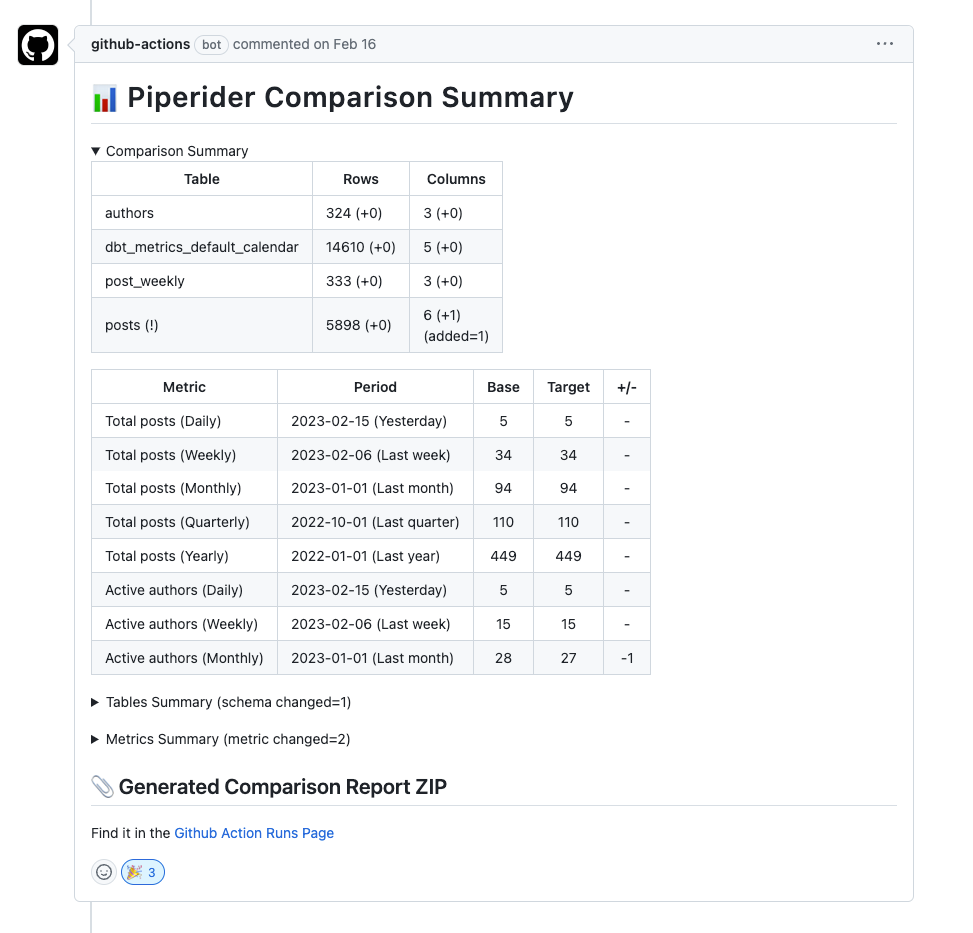 github-actions bot commented on Feb 16 ...
📊 Piperider Comparison Summary
▼ Comparison Summary
Table Rows Columns
authors 324 (+0) 3 (+0)
dbt_metrics_default_calendar 14610 (+0) 5 (+0)
post_weekly 333 (+0) 3 (+0)
posts (!) 5898 (+0) 6 (+1)
(added=1)
Metric Period Base Target +/-
Total posts (Daily) 2023-02-15 (Yesterday) 5 5 -
Total posts (Weekly) 2023-02-06 (Last week) 34 34 -
Total posts (Monthly) 2023-01-01 (Last month) 94 94 -
Total posts (Quarterly) 2022-10-01 (Last quarter) 110 110 -
Total posts (Yearly) 2022-01-01 (Last year) 449 449 -
Active authors (Daily) 2023-02-15 (Yesterday) 5 5 -
Active authors (Weekly) 2023-02-06 (Last week) 15 15 -
Active authors (Monthly) 2023-01-01 (Last month) 28 27 -1
▶ Tables Summary (schema changed=1)
▶ Metrics Summary (metric changed=2)
📎 Generated Comparison Report ZIP
Find it in the Github Action Runs Page
🎉 3